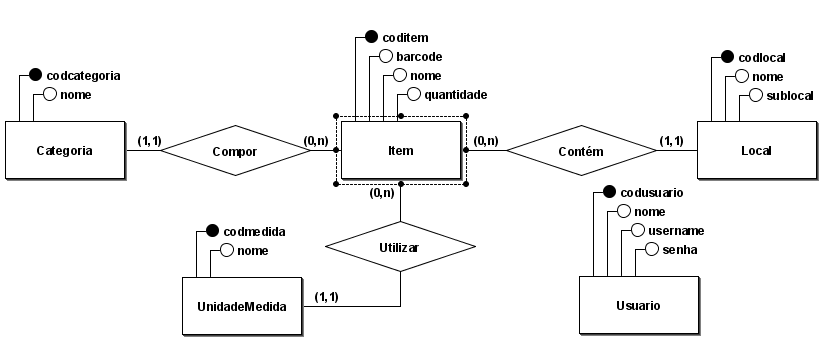 coditem
barcode
nome
quantidade
codcategoria
nome
codlocal
nome
sublocal
Categoria
(1,1)
Compor
(0,n)
Item
(0,n)
Contém
(1,1)
Local
(0,n)
codusuario
nome
username
senha
codmedida
nome
Utilizar
UnidadeMedida
(1,1)
Usuario